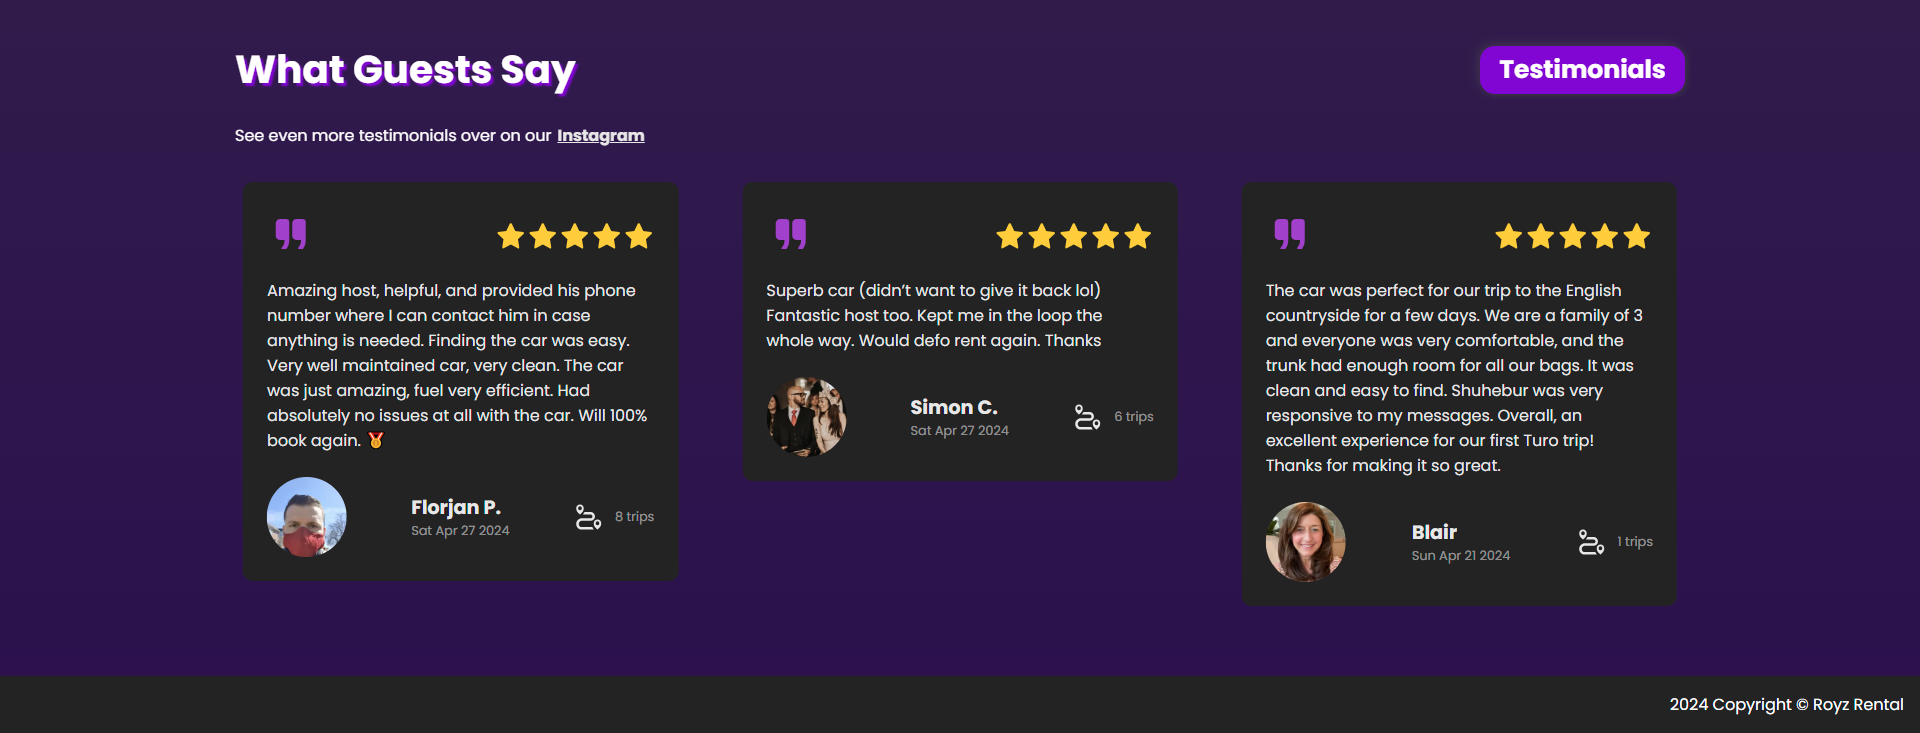 What Guests Say
Testimonials
See even more testimonials over on our Instagram
Amazing host, helpful, and provided his phone
number where I can contact him in case
anything is needed. Finding the car was easy.
Very well maintained car, very clean. The car
was just amazing, fuel very efficient. Had
absolutely no issues at all with the car. Will 100%
book again. 🏅
Florjan P.
Sat Apr 27 2024
8 trips
Superb car (didn’t want to give it back lol)
Fantastic host too. Kept me in the loop the
whole way. Would defo rent again. Thanks
Simon C.
Sat Apr 27 2024
6 trips
The car was perfect for our trip to the English
countryside for a few days. We are a family of 3
and everyone was very comfortable, and the
trunk had enough room for all our bags. It was
clean and easy to find. Shuhebur was very
responsive to my messages. Overall, an
excellent experience for our first Turo trip!
Thanks for making it so great.
Blair
Sun Apr 21 2024
1 trips
2024 Copyright © Royz Rental